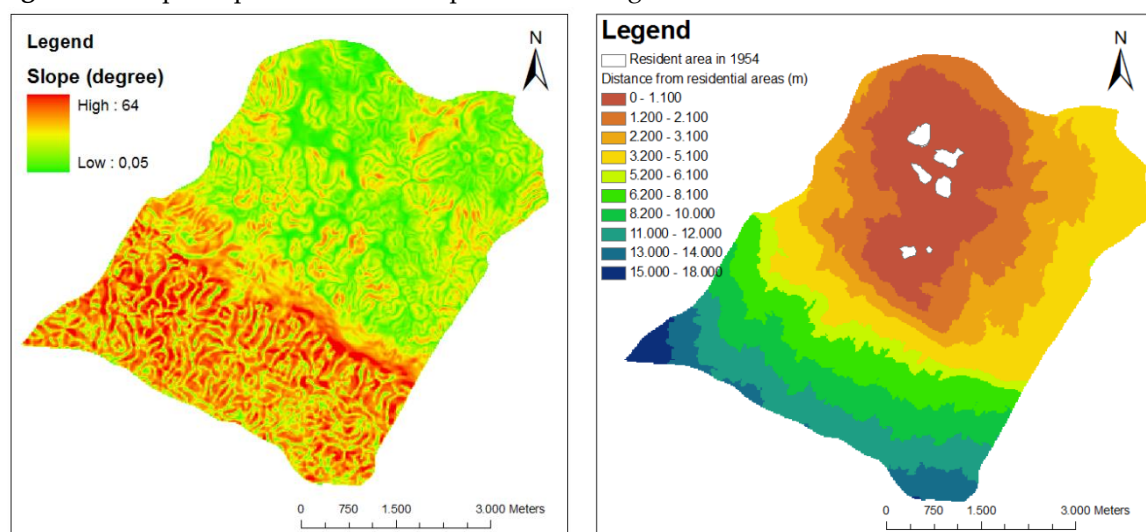 Legend
Slope (degree)
High : 64
Low : 0,05
N
0 750 1.500 3.000 Meters
Legend
Resident area in 1954
Distance from residential areas (m)
0 - 1.100
1.200 - 2.100
2.200 - 3.100
3.200 - 5.100
5.200 - 6.100
6.200 - 8.100
8.200 - 10.000
11.000 - 12.000
13.000 - 14.000
15.000 - 18.000
N
0 750 1.500 3.000 Meters